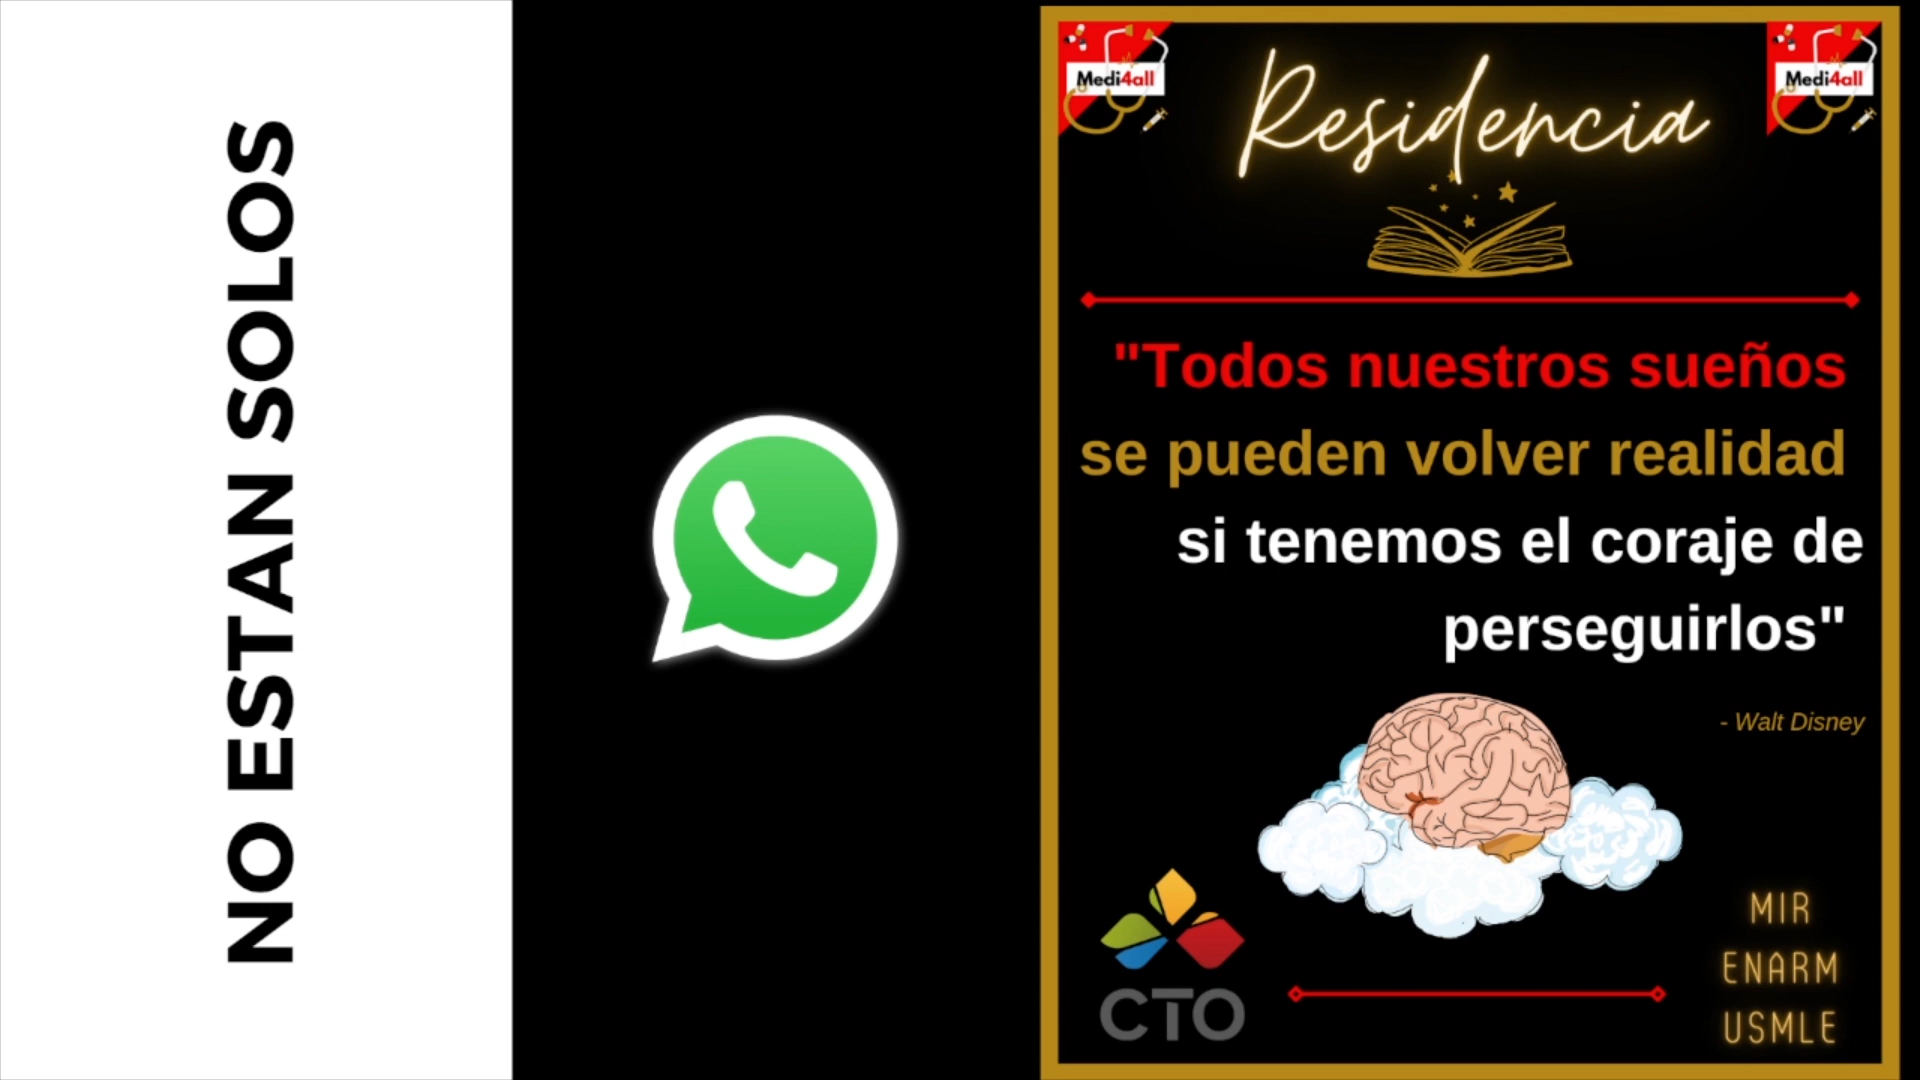 NO ESTAN SOLOS
Medi4all
Medi4all
Residencia
"Todos nuestros sueños
se pueden volver realidad
si tenemos el coraje de
perseguirlos"
- Walt Disney
CTO
MIR
ENARM
USMLE